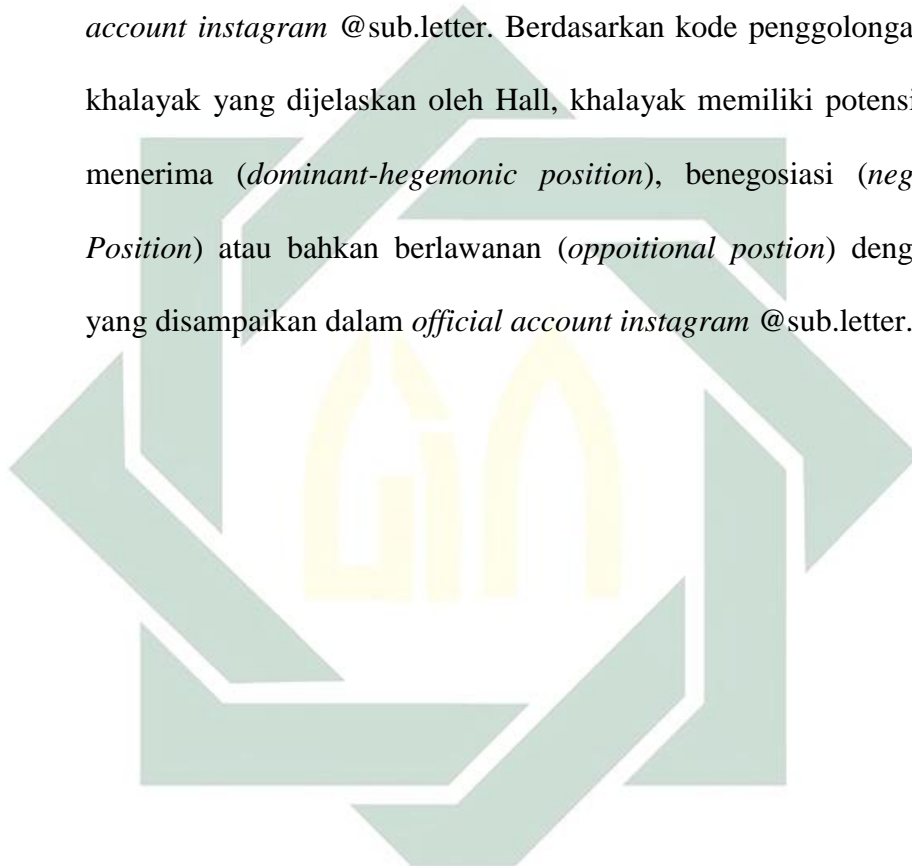 account instagram @sub.letter. Berdasarkan kode penggolonga
khalayak yang dijelaskan oleh Hall, khalayak memiliki potensi
menerima (dominant-hegemonic position), benegosiasi (neg
Position) atau bahkan berlawanan (oppoitional postion) deng
yang disampaikan dalam official account instagram @sub.letter.